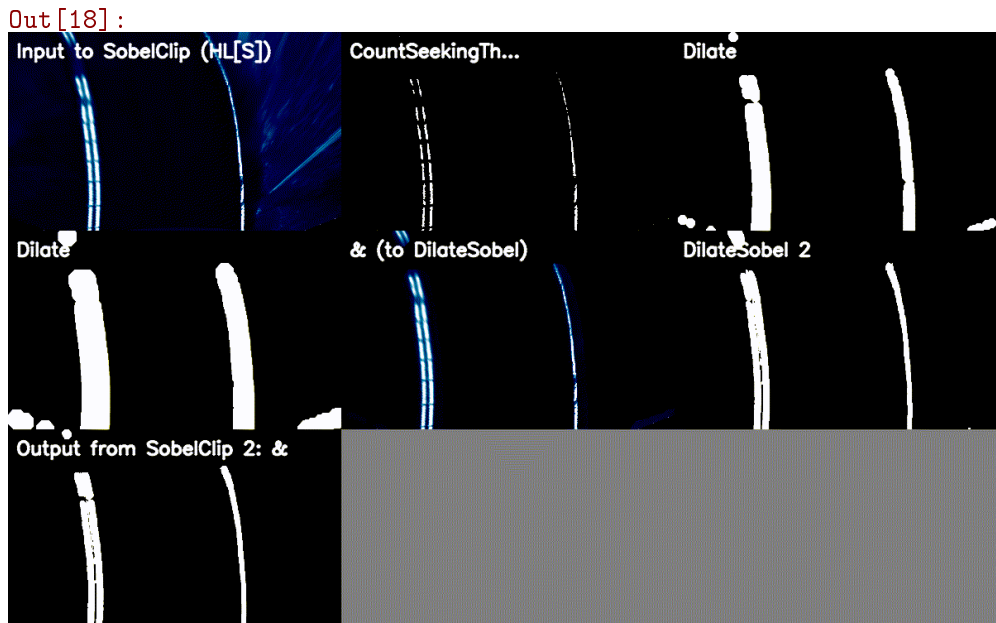 Out[18]:
Input to SobelClip (HL[S])
CountSeekingTh...
Dilate
Dilate
& (to DilateSobel)
DilateSobel 2
Output from SobelClip 2: &